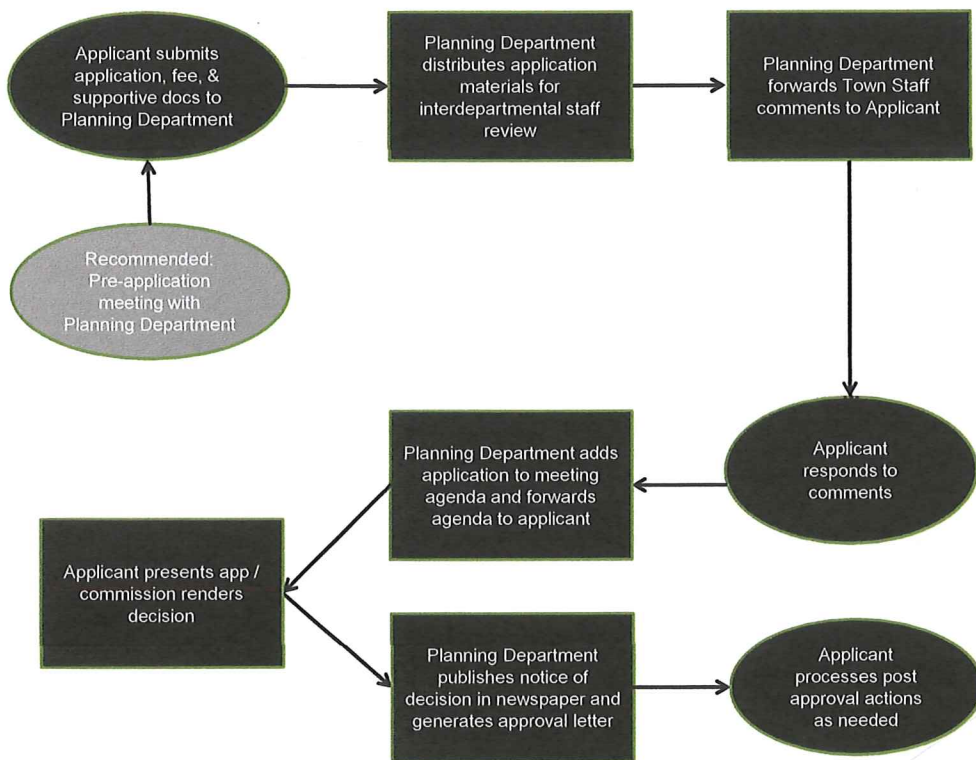 Applicant submits
application, fee, &
supportive docs to
Planning Department
Planning Department
distributes application
materials for
interdepartmental staff
review
Planning Department
forwards Town Staff
comments to Applicant
Recommended:
Pre-application
meeting with
Planning Department
Applicant
responds to
comments
Planning Department adds
application to meeting
agenda and forwards
agenda to applicant
Applicant presents app /
commission renders
decision
Planning Department
publishes notice of
decision in newspaper and
generates approval letter
Applicant
processes post
approval actions
as needed